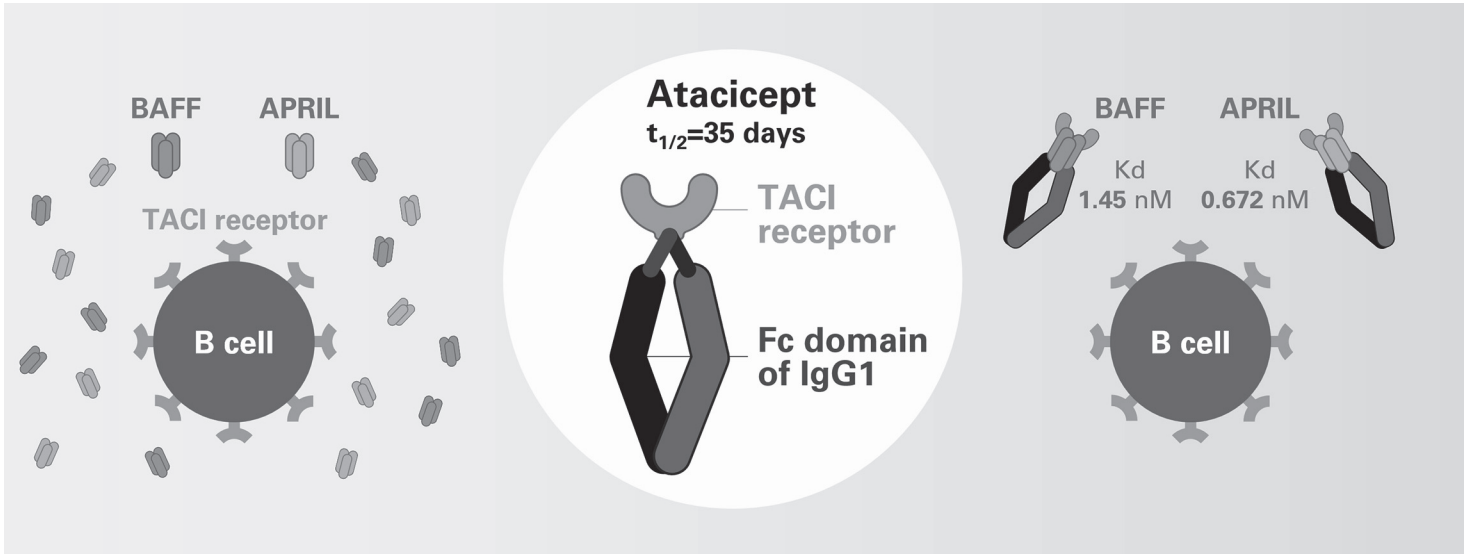 BAFF
APRIL
TACI receptor
B cell
Atacicept
t1/2=35 days
TACI
receptor
Fc domain
of IgG1
BAFF
APRIL
Kd
1.45 nM
Kd
0.672 nM
B cell